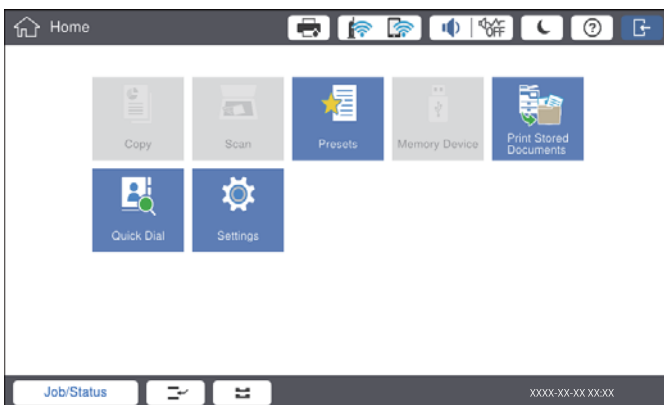 Home
OFF
?
Copy
Scan
Presets
Memory Device
Print Stored
Documents
Quick Dial
Settings
Job/Status
XXXX-XX-XX XX:XX